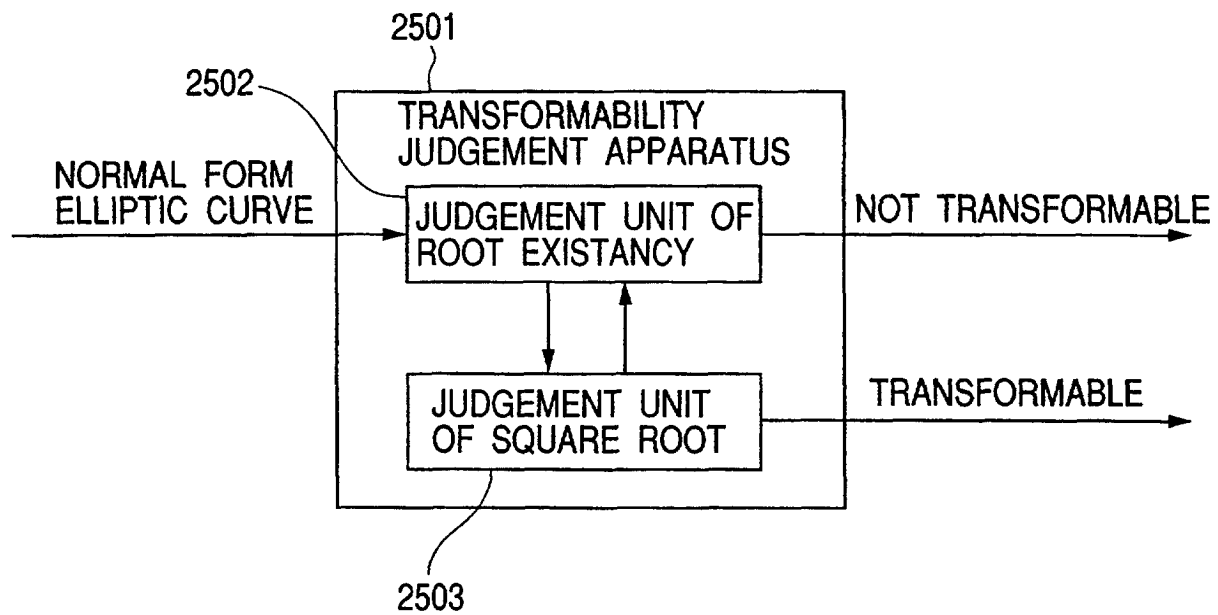 2501
2502
TRANSFORMABILITY
JUDGEMENT APPARATUS
NORMAL FORM
ELLIPTIC CURVE
JUDGEMENT UNIT OF
ROOT EXISTANCY
NOT TRANSFORMABLE
JUDGEMENT UNIT
OF SQUARE ROOT
TRANSFORMABLE
2503